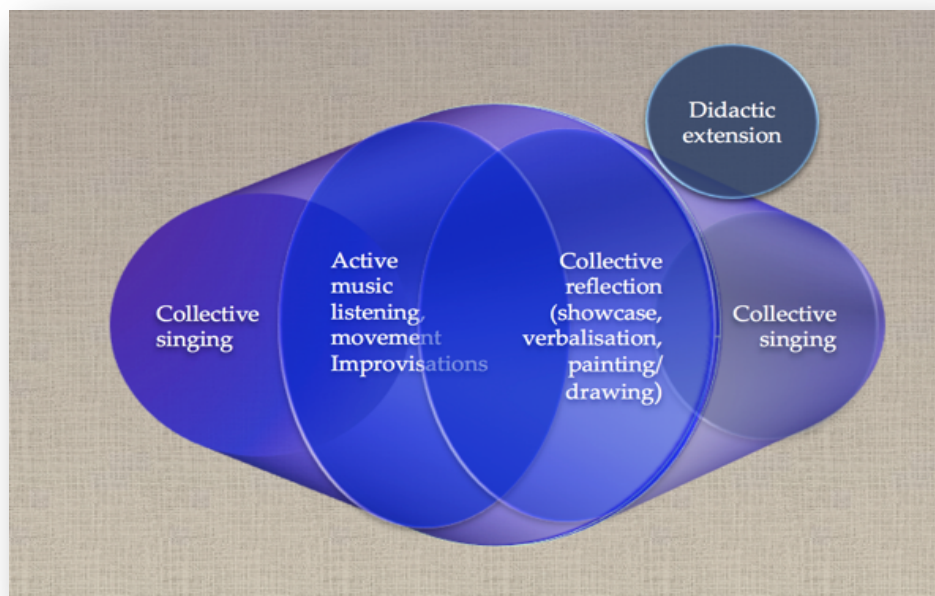 Didactic
extension
Collective
singing
Active
music
listening,
movement
Improvisations
Collective
reflection
(showcase,
verbalisation,
painting/
drawing)
Collective
singing